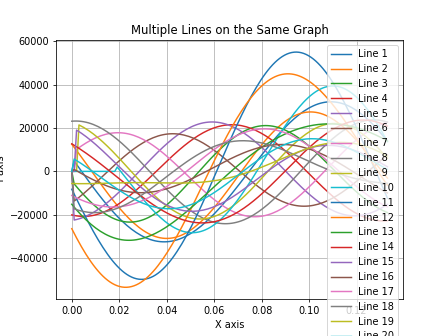 Multiple Lines on the Same Graph
60000
40000
20000
0
−20000
−40000
0.00
0.02
0.04
0.06
0.08
0.10
X axis
Line 1
Line 2
Line 3
Line 4
Line 5
Line 6
Line 7
Line 8
Line 9
Line 10
Line 11
Line 12
Line 13
Line 14
Line 15
Line 16
Line 17
Line 18
Line 19
Line 20